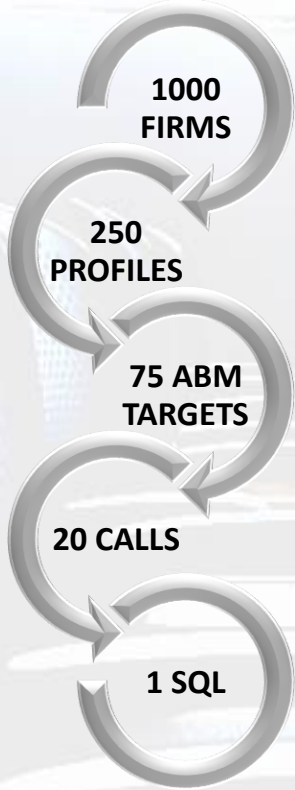 1000
FIRMS
250
PROFILES
75 ABM
TARGETS
20 CALLS
1 SQL